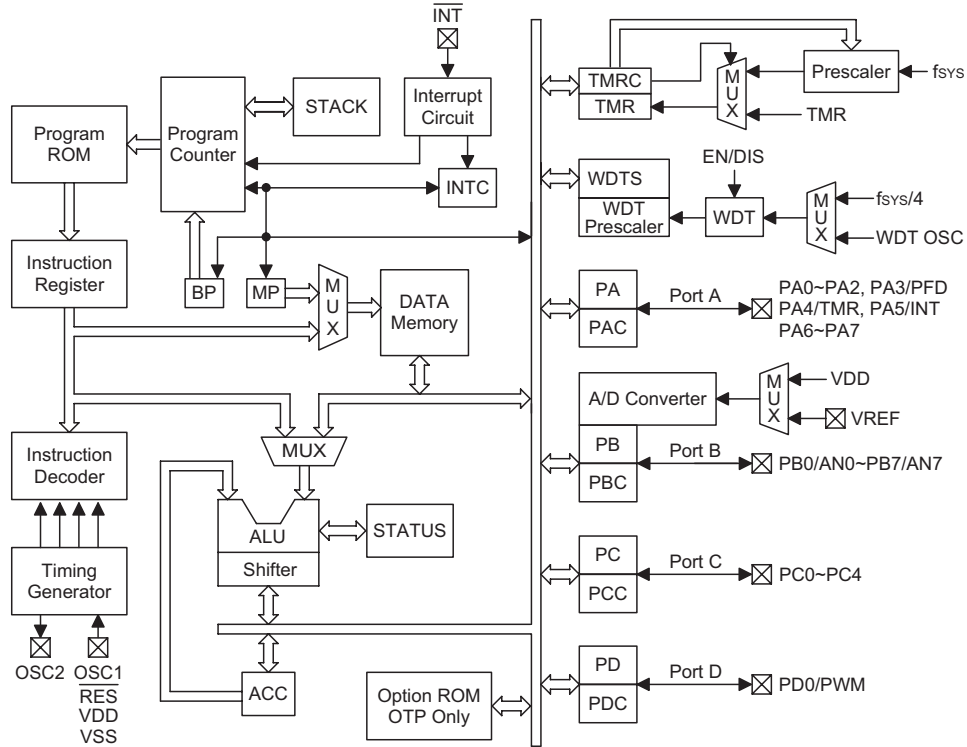 INT
STACK
Interrupt
Circuit
Program
ROM
Program
Counter
INTC
Instruction
Register
BP
MP
MUX
DATA
Memory
MUX
Instruction
Decoder
ALU
Shifter
STATUS
Timing
Generator
OSC2
OSC1
RES
VDD
VSS
ACC
Option ROM
OTP Only
TMRC
TMR
MUX
Prescaler
fSYS
TMR
EN/DIS
WDTS
WDT
Prescaler
WDT
MUX
fSYS/4
WDT OSC
PA
PAC
Port A
PA0~PA2, PA3/PFD
PA4/TMR, PA5/INT
PA6~PA7
A/D Converter
MUX
VDD
VREF
PB
PBC
Port B
PB0/AN0~PB7/AN7
PC
PCC
Port C
PC0~PC4
PD
PDC
Port D
PD0/PWM